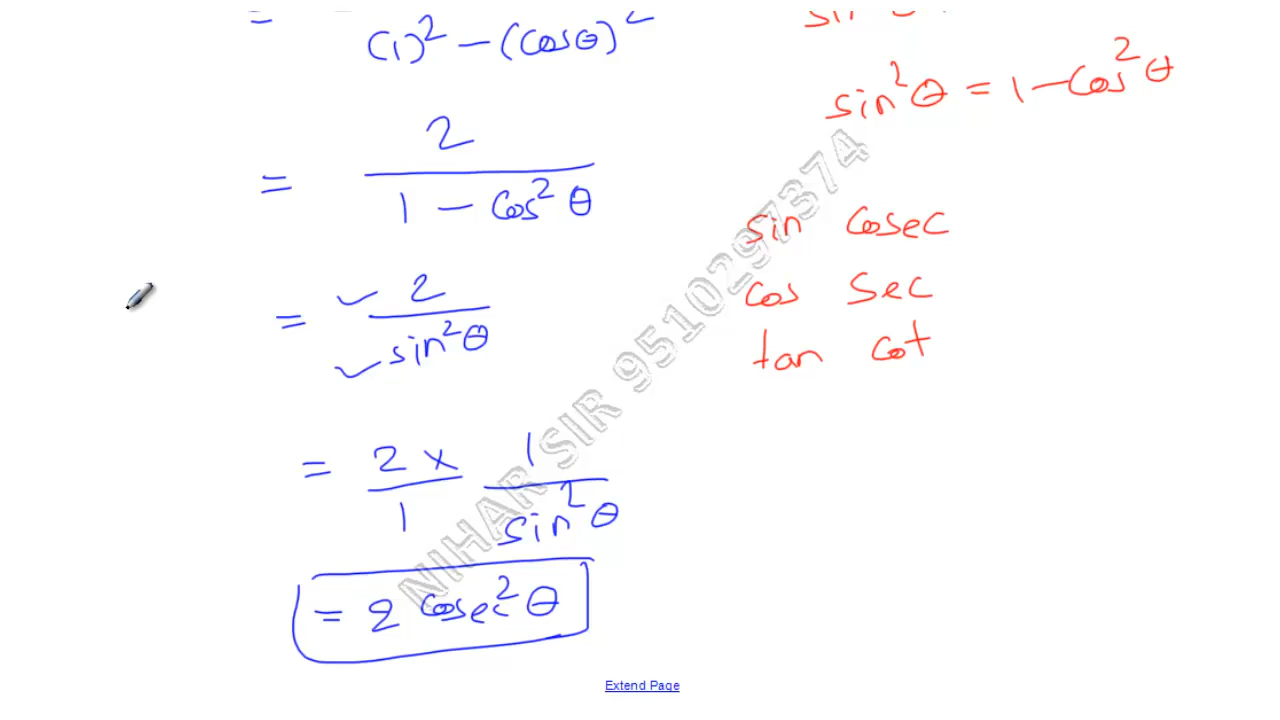 =
(1)² − (cosθ)²
sin²θ = 1 − cos²θ
2
= ―――
1 − cos²θ
sin cosec
cos sec
tan cot
2
= ―――
sin²θ
= 2/1 × 1/sin²θ
= 2 cosec²θ
NIHAR SIR 9510297374
Extend Page